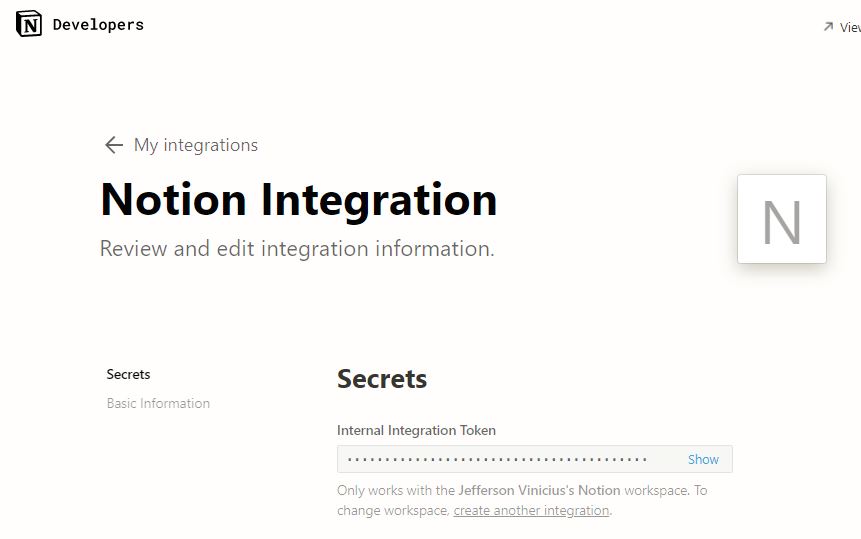 N Developers
↗ View
← My integrations
Notion Integration
N
Review and edit integration information.
Secrets
Basic Information
Secrets
Internal Integration Token
········································· Show
Only works with the Jefferson Vinicius's Notion workspace. To
change workspace, create another integration.